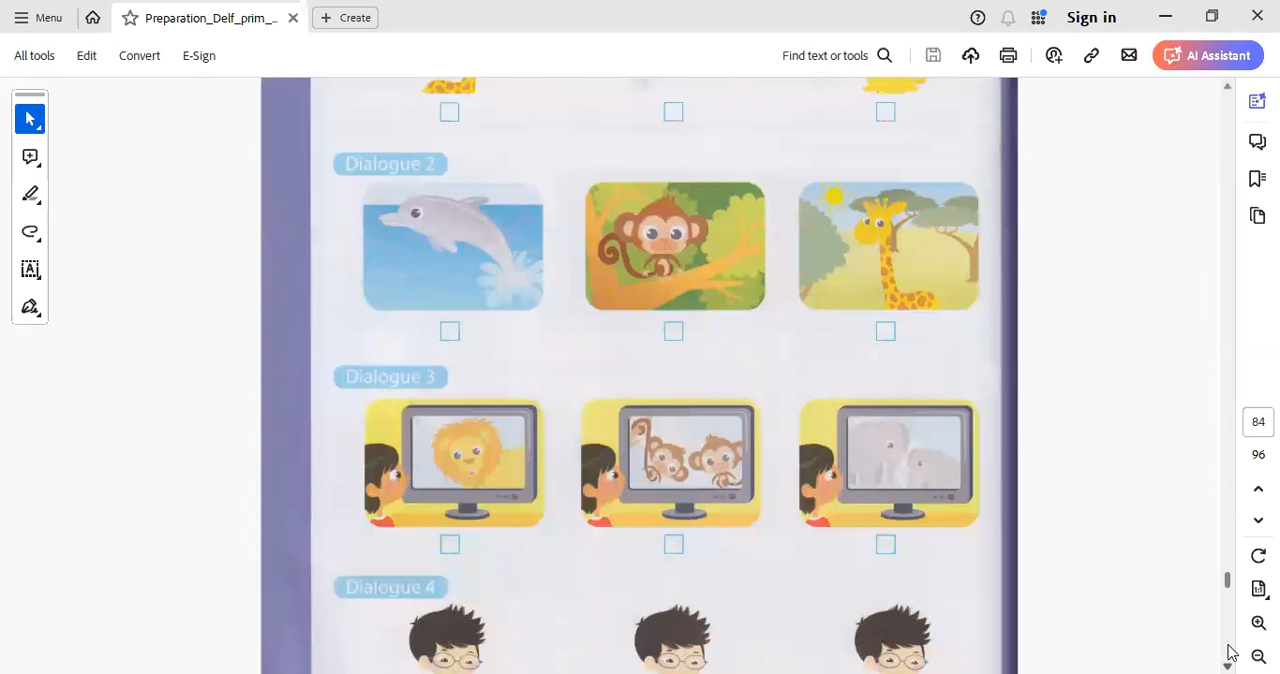 Menu
Preparation_Delf_prim_...
Create
Sign in
All tools
Edit
Convert
E-Sign
Find text or tools
AI Assistant
Dialogue 2
Dialogue 3
Dialogue 4
84
96